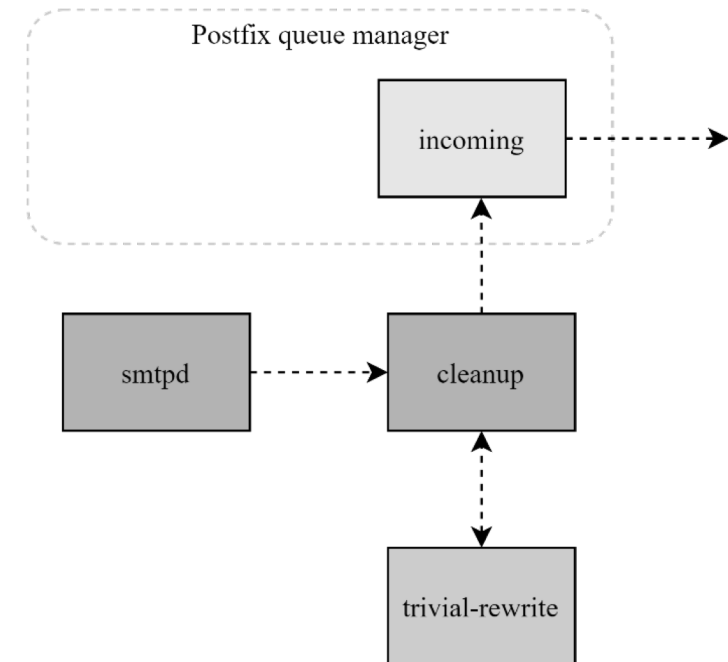 Postfix queue manager
incoming
smtpd
cleanup
trivial-rewrite